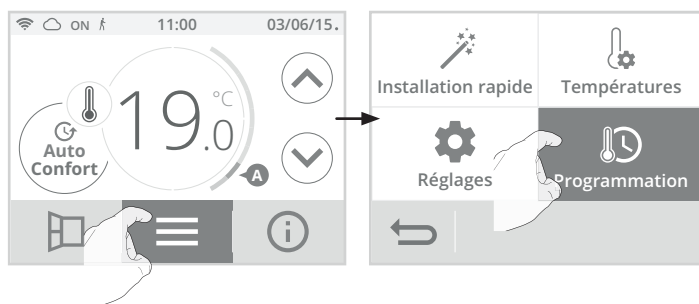 ON 11:00 03/06/15.
19.0 °C
Auto
Confort
A
Installation rapide
Températures
Réglages
Programmation